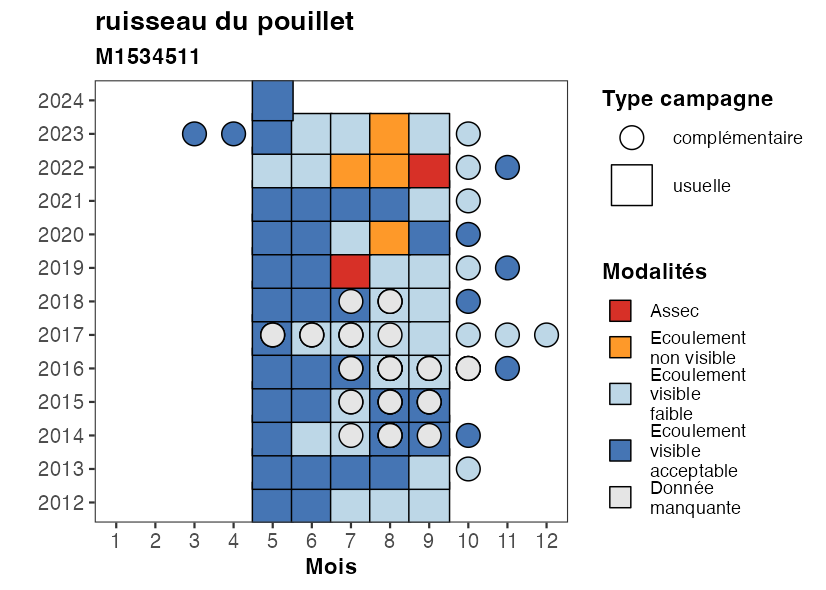 ruisseau du pouillet
M1534511
2024
2023
2022
2021
2020
2019
2018
2017
2016
2015
2014
2013
2012
1 2 3 4 5 6 7 8 9 10 11 12
Mois
Type campagne
complémentaire
usuelle
Modalités
Assec
Ecoulement
non visible
Ecoulement
visible
faible
Ecoulement
visible
acceptable
Donnée
manquante